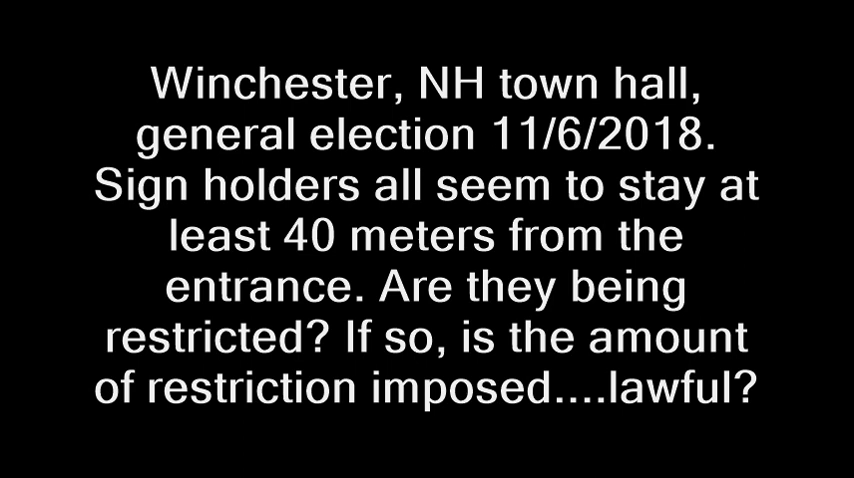 Winchester, NH town hall,
general election 11/6/2018.
Sign holders all seem to stay at
least 40 meters from the
entrance. Are they being
restricted? If so, is the amount
of restriction imposed....lawful?